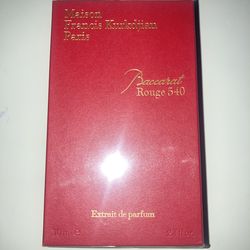 Maison
Francis Kurkdjian
Paris
Baccarat
Rouge 540
Extrait de parfum